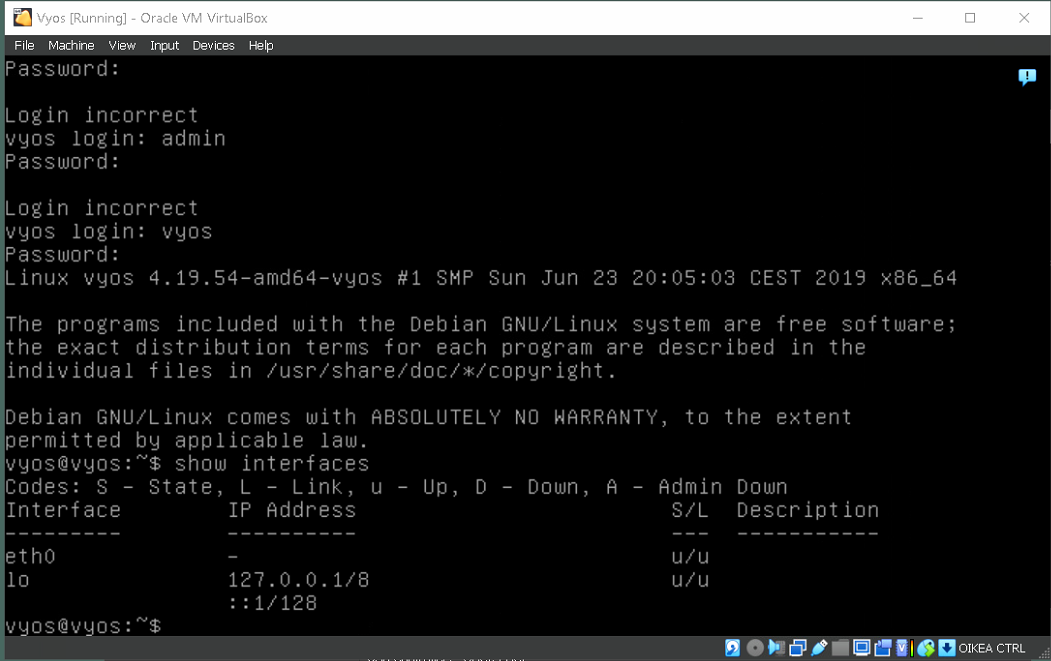 Vyos [Running] - Oracle VM VirtualBox
File Machine View Input Devices Help
Password:
Login incorrect
vyos login: admin
Password:
Login incorrect
vyos login: vyos
Password:
Linux vyos 4.19.54-amd64-vyos #1 SMP Sun Jun 23 20:05:03 CEST 2019 x86_64
The programs included with the Debian GNU/Linux system are free software;
the exact distribution terms for each program are described in the
individual files in /usr/share/doc/*/copyright.
Debian GNU/Linux comes with ABSOLUTELY NO WARRANTY, to the extent
permitted by applicable law.
vyos@vyos:~$ show interfaces
Codes: S - State, L - Link, u - Up, D - Down, A - Admin Down
Interface IP Address S/L Description
--------- ---------- --- -----------
eth0 - u/u
lo 127.0.0.1/8 u/u
::1/128
vyos@vyos:~$
OIKEA CTRL